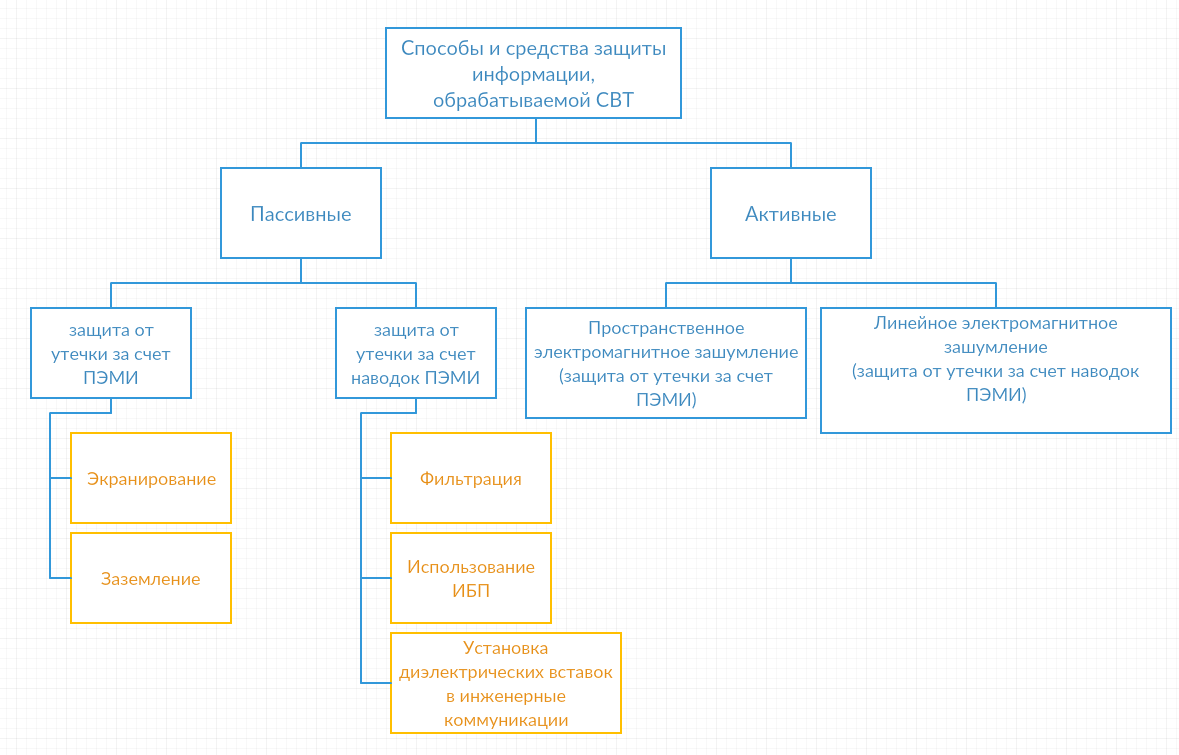 Способы и средства защиты
информации,
обрабатываемой СВТ
Пассивные
Активные
защита от
утечки за счет
ПЭМИ
защита от
утечки за счет
наводок ПЭМИ
Пространственное
электромагнитное зашумление
(защита от утечки за счет
ПЭМИ)
Линейное электромагнитное
зашумление
(защита от утечки за счет наводок
ПЭМИ)
Экранирование
Заземление
Фильтрация
Использование
ИБП
Установка
диэлектрических вставок
в инженерные
коммуникации